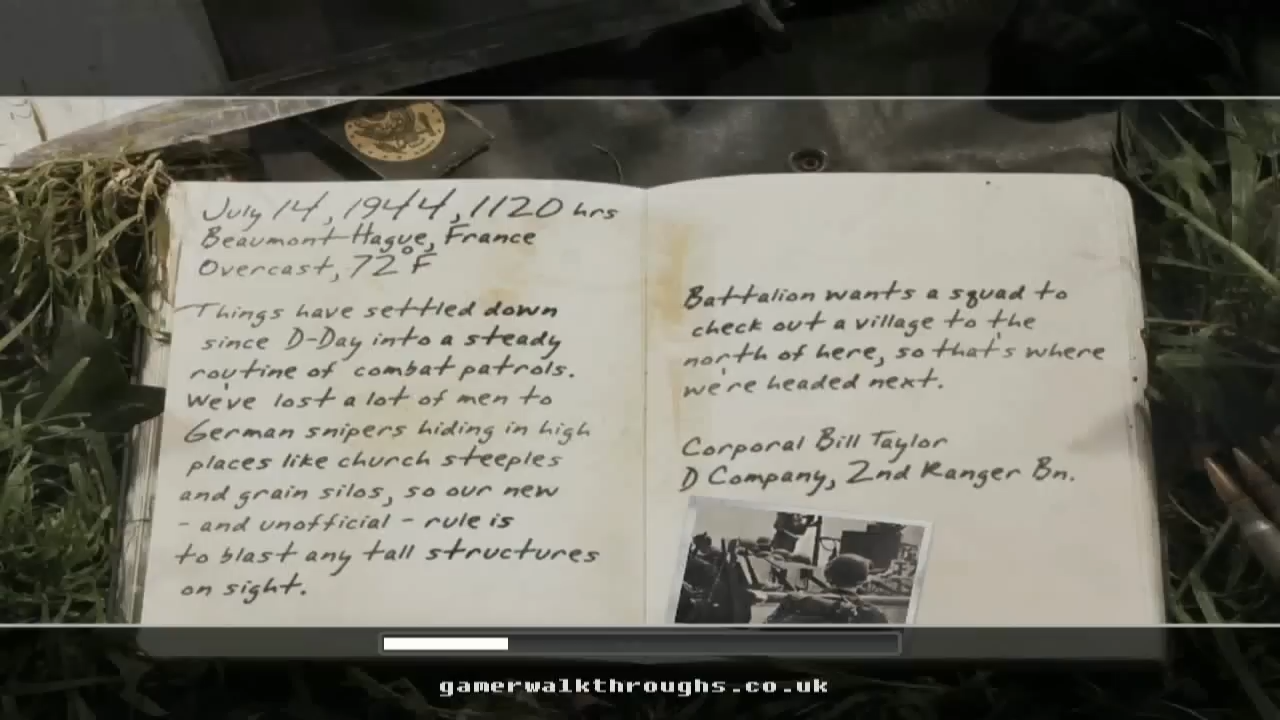 July 14, 1944, 1120 hrs
Beaumont-Hague, France
Overcast, 72°F
Things have settled down
since D-Day into a steady
routine of combat patrols.
We've lost a lot of men to
German snipers hiding in high
places like church steeples
and grain silos, so our new
- and unofficial - rule is
to blast any tall structures
on sight.
Battalion wants a squad to
check out a village to the
north of here, so that's where
we're headed next.
Corporal Bill Taylor
D Company, 2nd Ranger Bn.
gamerwalkthroughs.co.uk